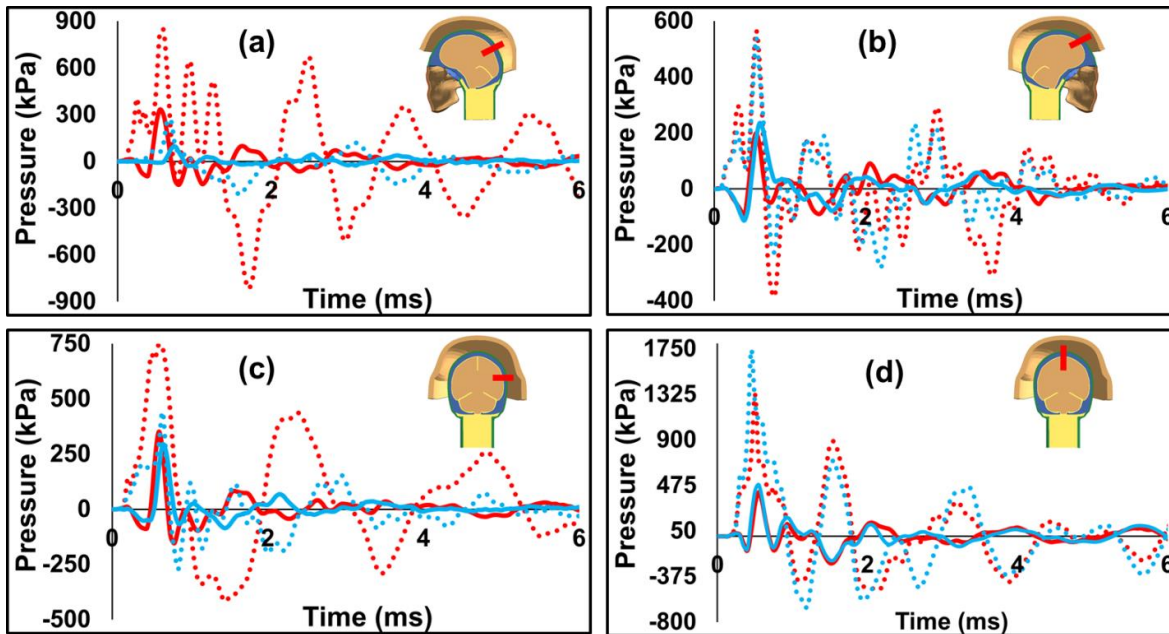 (a)
Pressure (kPa)
900
600
300
0
-300
-600
-900
0 2 4 6
Time (ms)
(b)
Pressure (kPa)
600
400
200
0
-200
-400
0 2 4 6
Time (ms)
(c)
Pressure (kPa)
750
500
250
0
-250
-500
0 2 4 6
Time (ms)
(d)
Pressure (kPa)
1750
1325
900
475
50
-375
-800
0 2 4 6
Time (ms)